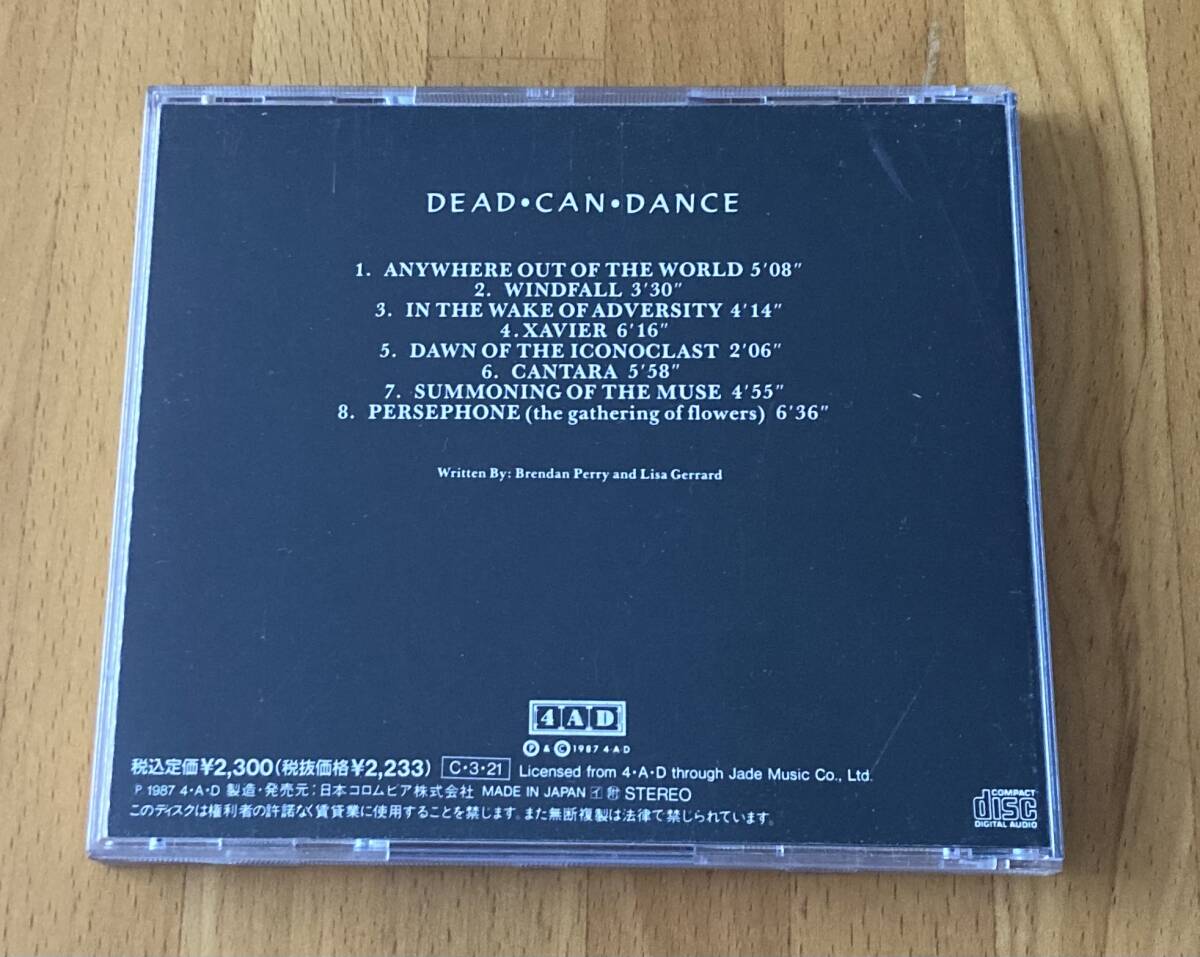 DEAD•CAN•DANCE
1. ANYWHERE OUT OF THE WORLD 5'08"
2. WINDFALL 3'30"
3. IN THE WAKE OF ADVERSITY 4'14"
4. XAVIER 6'16"
5. DAWN OF THE ICONOCLAST 2'06"
6. CANTARA 5'58"
7. SUMMONING OF THE MUSE 4'55"
8. PERSEPHONE (the gathering of flowers) 6'36"
Written By: Brendan Perry and Lisa Gerrard
4AD
Ⓟ & © 1987 4·A·D
税込定価¥2,300(税抜価格¥2,233) C・3・21 Licensed from 4・A・D through Jade Music Co., Ltd.
P 1987 4・A・D 製造・発売元:日本コロムビア株式会社 MADE IN JAPAN STEREO
このディスクは権利者の許諾なく賃貸業に使用することを禁じます。また無断複製は法律で禁じられています。
COMPACT
disc
DIGITAL AUDIO